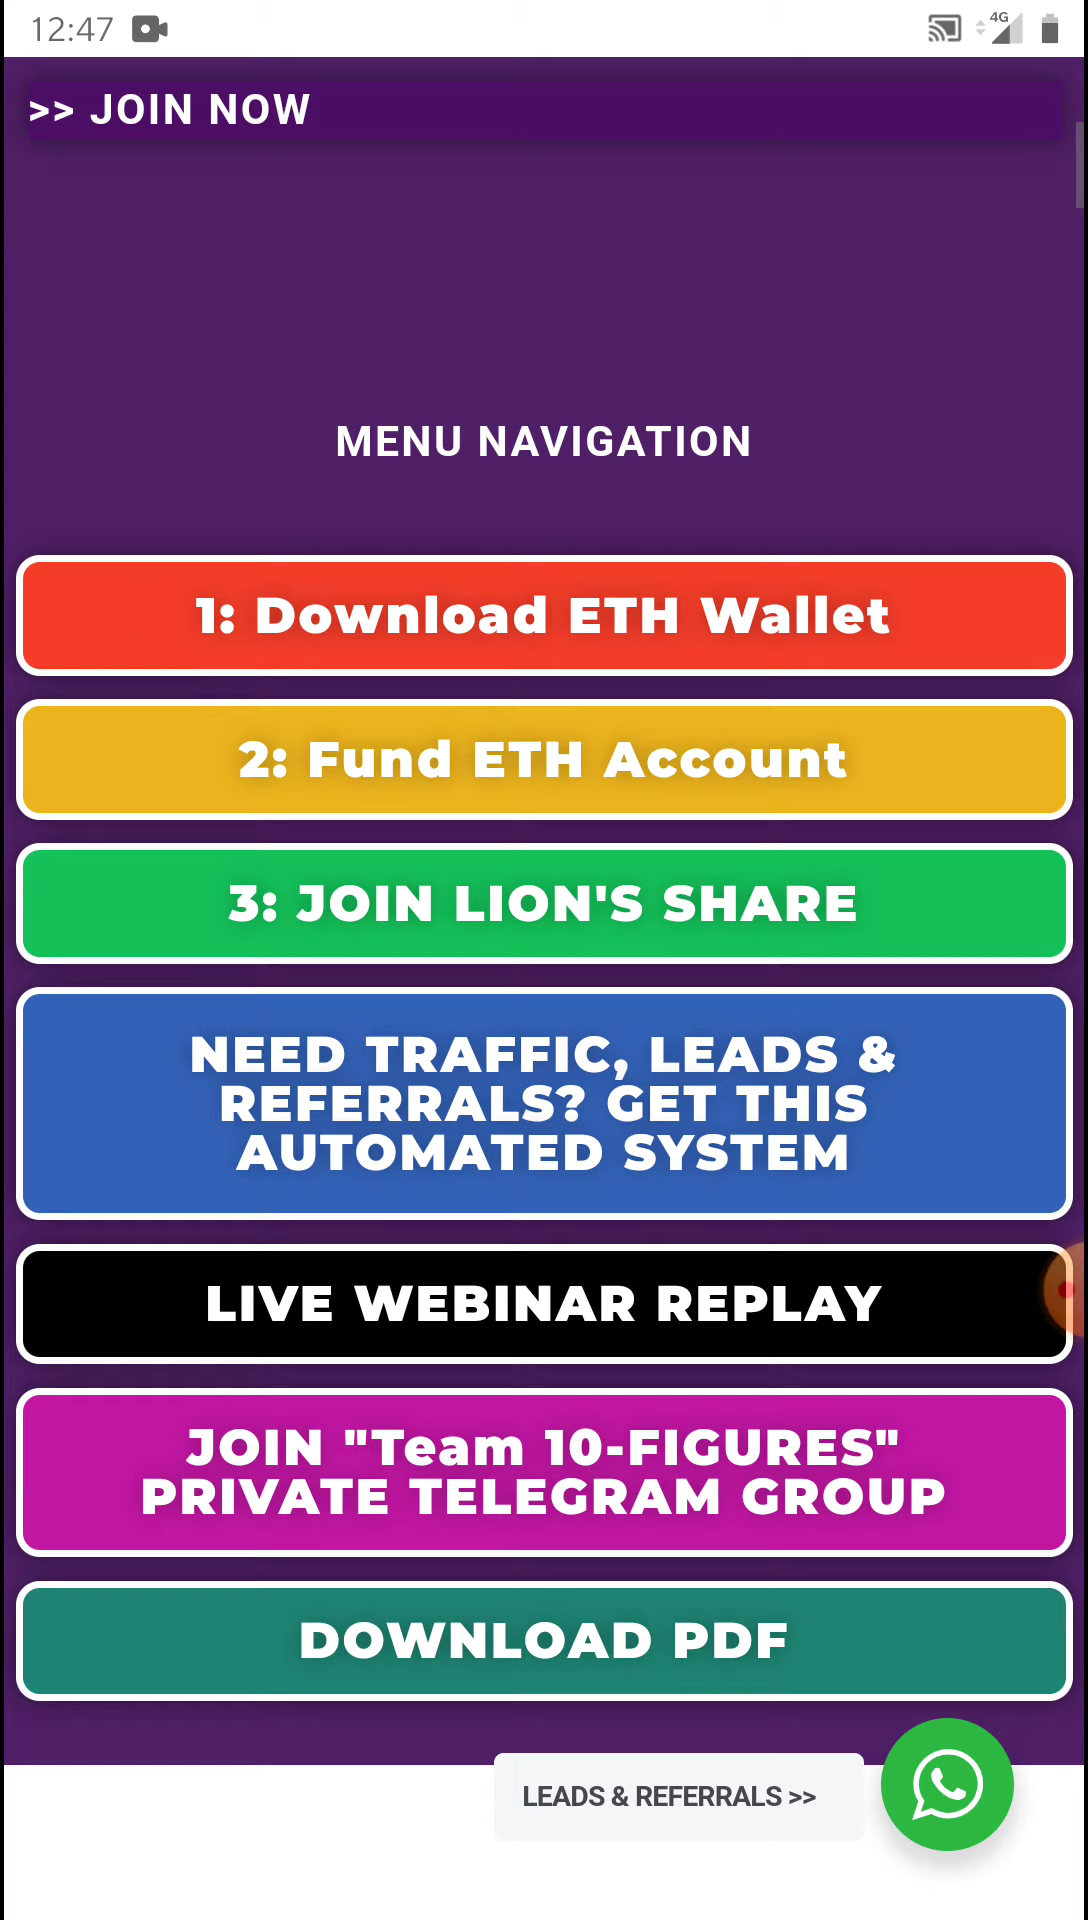 12:47
4G
>> JOIN NOW
MENU NAVIGATION
1: Download ETH Wallet
2: Fund ETH Account
3: JOIN LION'S SHARE
NEED TRAFFIC, LEADS &
REFERRALS? GET THIS
AUTOMATED SYSTEM
LIVE WEBINAR REPLAY
JOIN "Team 10-FIGURES"
PRIVATE TELEGRAM GROUP
DOWNLOAD PDF
LEADS & REFERRALS >>